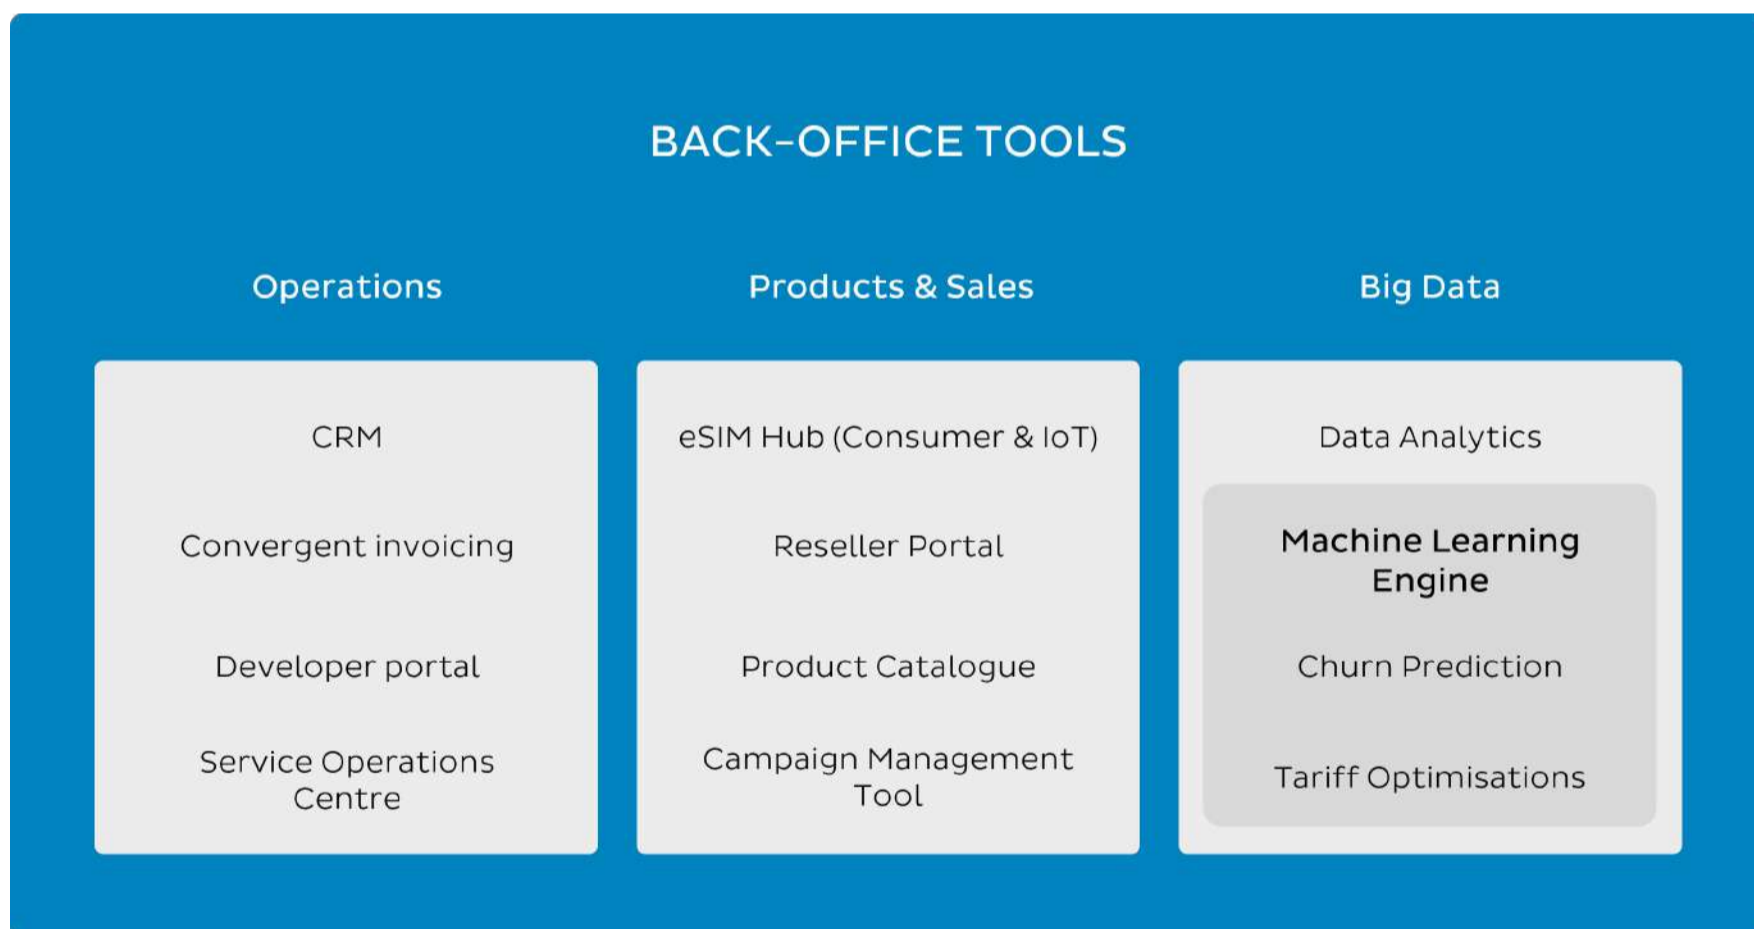 BACK-OFFICE TOOLS
Operations
CRM
Convergent invoicing
Developer portal
Service Operations
Centre
Products & Sales
eSIM Hub (Consumer & IoT)
Reseller Portal
Product Catalogue
Campaign Management
Tool
Big Data
Data Analytics
Machine Learning
Engine
Churn Prediction
Tariff Optimisations